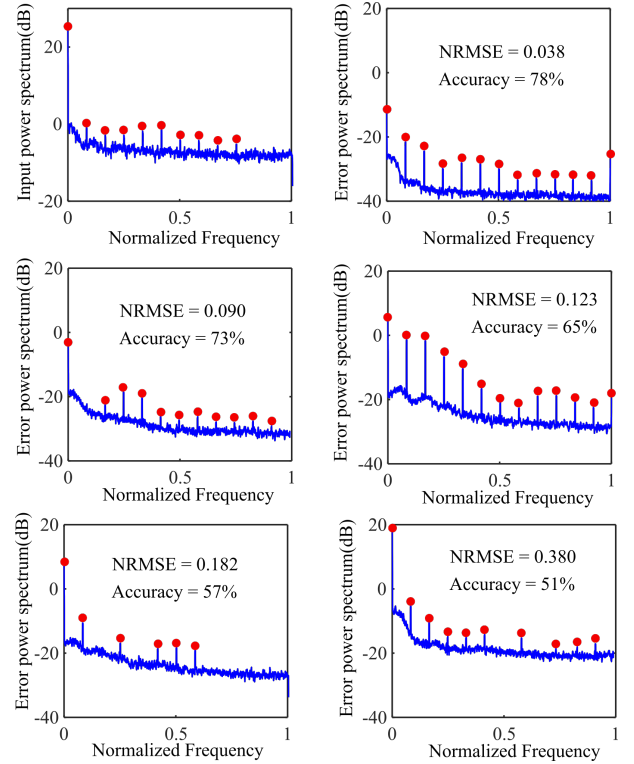 Input power spectrum(dB)
20
0
-20
0
0.5
1
Normalized Frequency
Error power spectrum(dB)
20
0
-20
-40
NRMSE = 0.038
Accuracy = 78%
0
0.5
1
Normalized Frequency
Error power spectrum(dB)
20
0
-20
-40
NRMSE = 0.090
Accuracy = 73%
0
0.5
1
Normalized Frequency
Error power spectrum(dB)
20
0
-20
-40
NRMSE = 0.123
Accuracy = 65%
0
0.5
1
Normalized Frequency
Error power spectrum(dB)
20
0
-20
-40
NRMSE = 0.182
Accuracy = 57%
0
0.5
1
Normalized Frequency
Error power spectrum(dB)
20
0
-20
-40
NRMSE = 0.380
Accuracy = 51%
0
0.5
1
Normalized Frequency